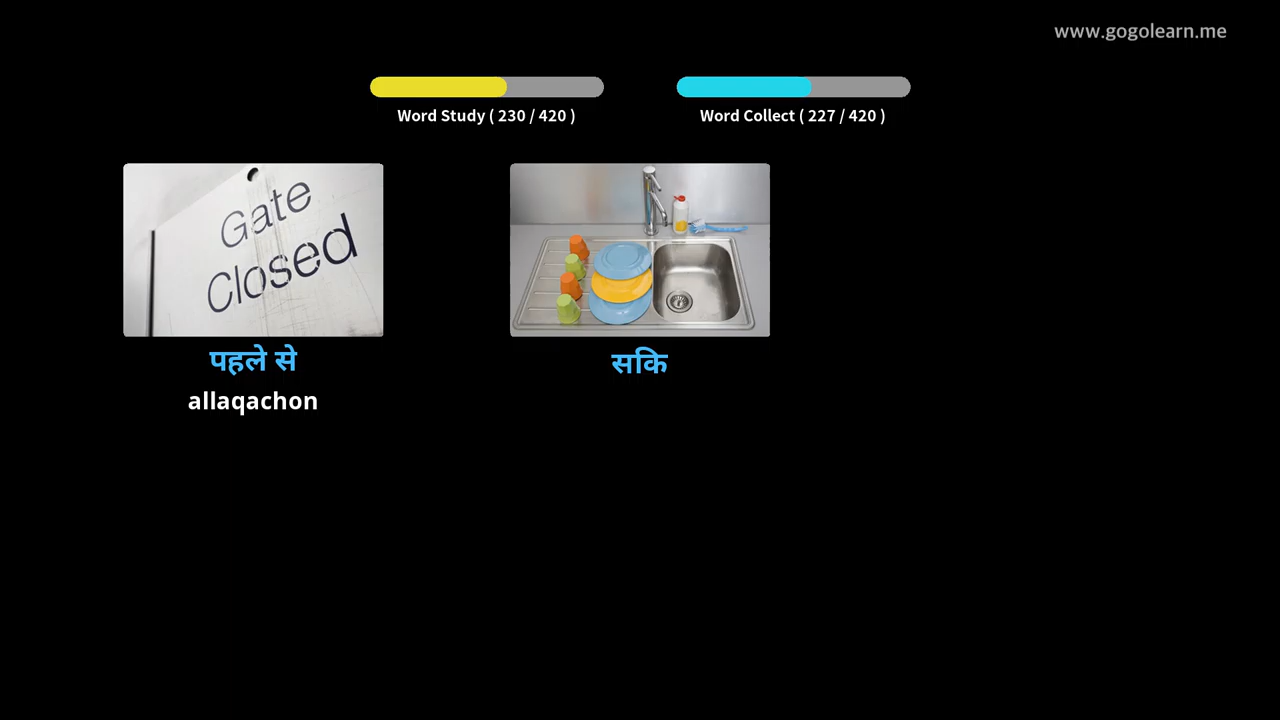 www.gogolearn.me
Word Study ( 230 / 420 )
Word Collect ( 227 / 420 )
Gate
Closed
पहले से
सकि
allaqachon